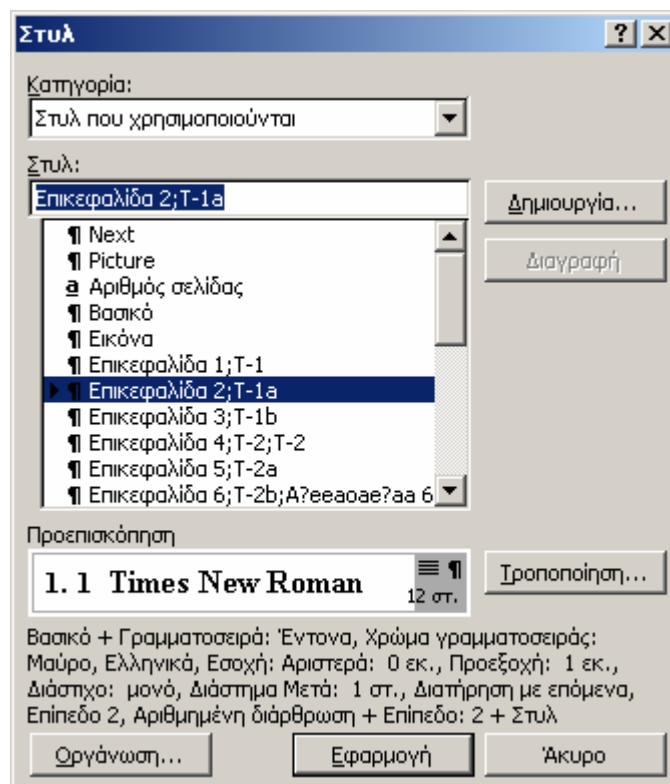 Στυλ
Κατηγορία:
Στυλ που χρησιμοποιούνται
Στυλ:
Επικεφαλίδα 2;T-1a
Δημιουργία...
¶ Next
¶ Picture
Διαγραφή
a Αριθμός σελίδας
¶ Βασικό
¶ Εικόνα
¶ Επικεφαλίδα 1;T-1
¶ Επικεφαλίδα 2;T-1a
¶ Επικεφαλίδα 3;T-1b
¶ Επικεφαλίδα 4;T-2;T-2
¶ Επικεφαλίδα 5;T-2a
¶ Επικεφαλίδα 6;T-2b;A?eeaoae?aa 6
Προεπισκόπηση
1. 1 Times New Roman
¶
12 στ.
Τροποποίηση...
Βασικό + Γραμματοσειρά: Έντονα, Χρώμα γραμματοσειράς:
Μαύρο, Ελληνικά, Εσοχή: Αριστερά: 0 εκ., Προεξοχή: 1 εκ.,
Διάστιχο: μονό, Διάστημα Μετά: 1 στ., Διατήρηση με επόμενα,
Επίπεδο 2, Αριθμημένη διάρθρωση + Επίπεδο: 2 + Στυλ
Οργάνωση... Εφαρμογή Άκυρο